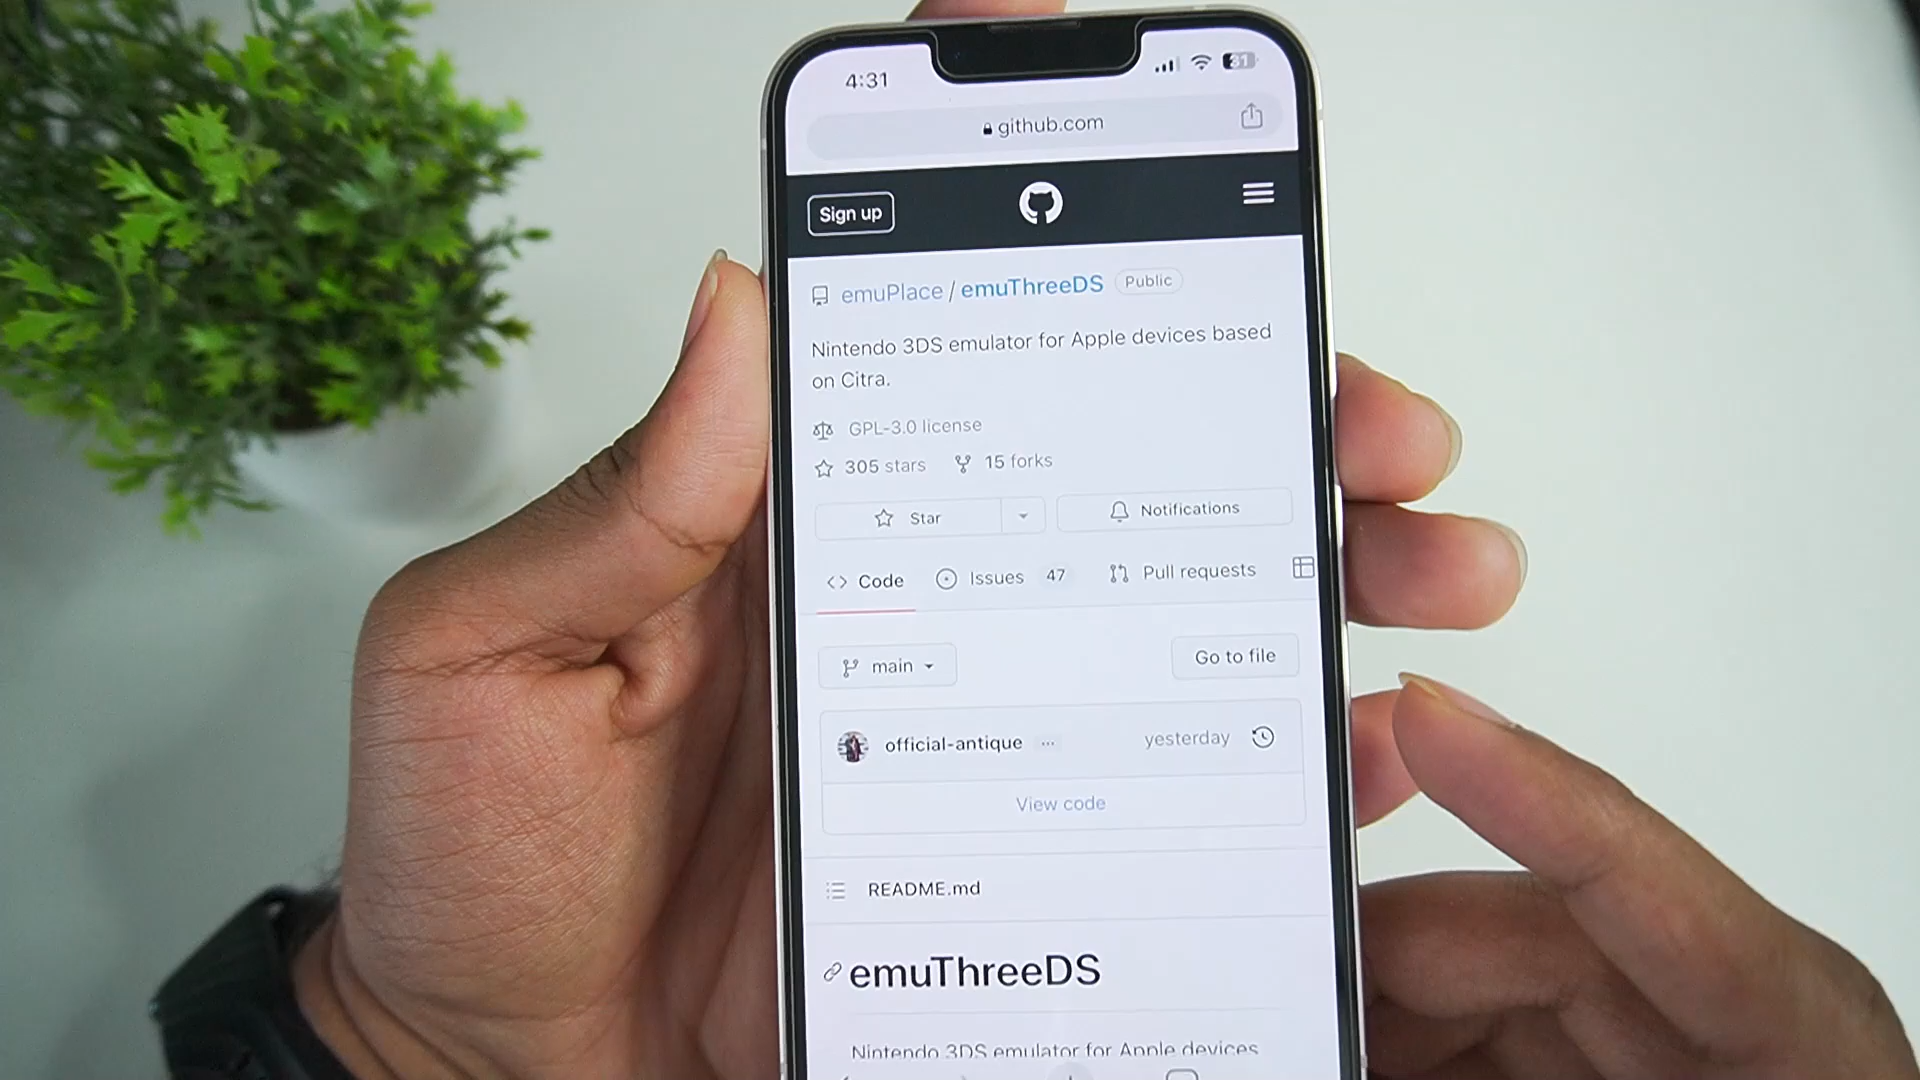 4:31
31
github.com
Sign up
emuPlace / emuThreeDS Public
Nintendo 3DS emulator for Apple devices based
on Citra.
GPL-3.0 license
305 stars 15 forks
Star Notifications
Code Issues 47 Pull requests
main Go to file
official-antique ... yesterday
View code
README.md
emuThreeDS
Nintendo 3DS emulator for Apple devices